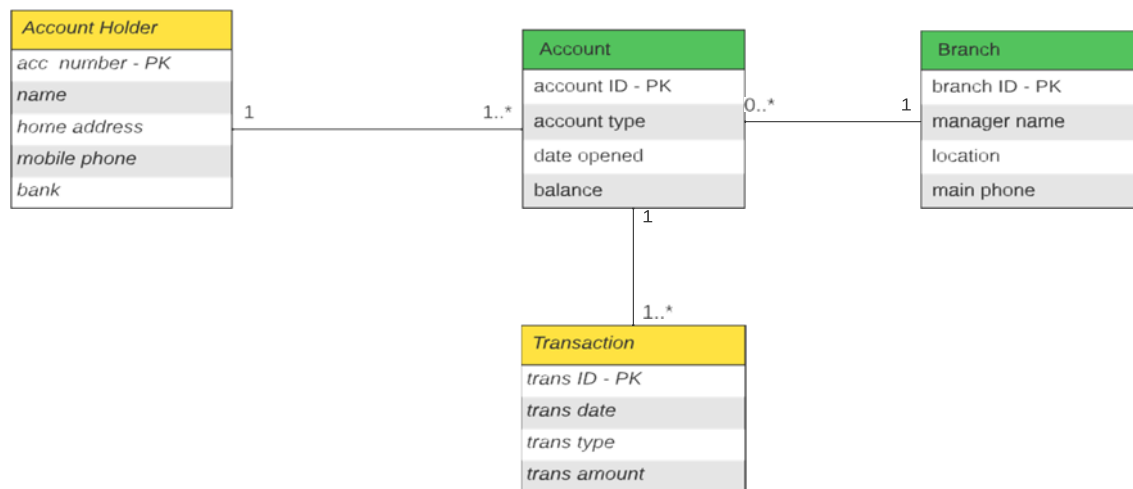 Account Holder
acc number - PK
name
home address
mobile phone
bank
1
1..*
Account
account ID - PK
account type
date opened
balance
0..*
1
Branch
branch ID - PK
manager name
location
main phone
1
1..*
Transaction
trans ID - PK
trans date
trans type
trans amount